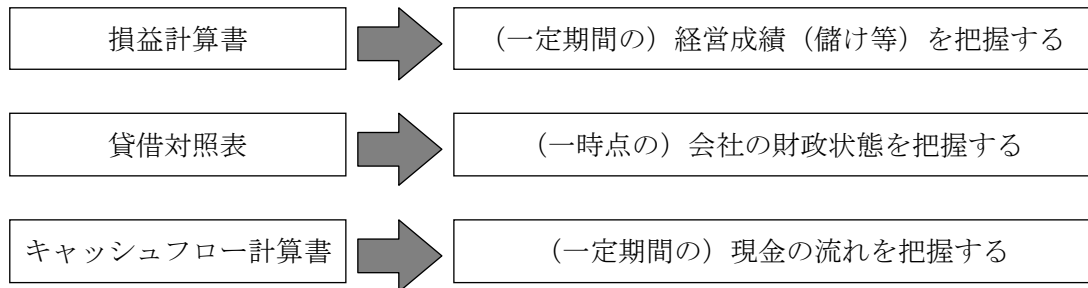 損益計算書
（一定期間の）経営成績（儲け等）を把握する
貸借対照表
（一時点の）会社の財政状態を把握する
キャッシュフロー計算書
（一定期間の）現金の流れを把握する